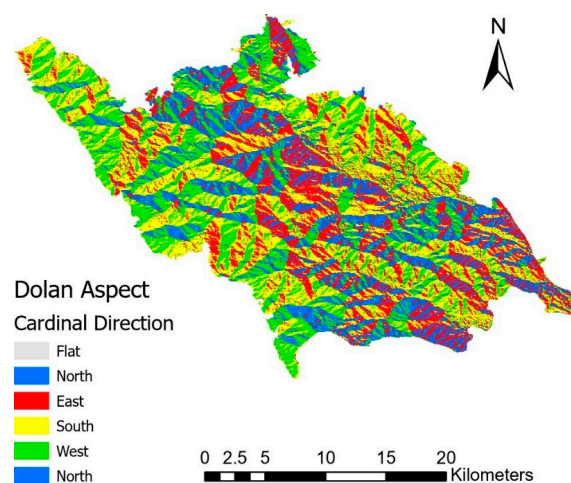 N
Dolan Aspect
Cardinal Direction
Flat
North
East
South
West
North
0 2.5 5 10 15 20
Kilometers